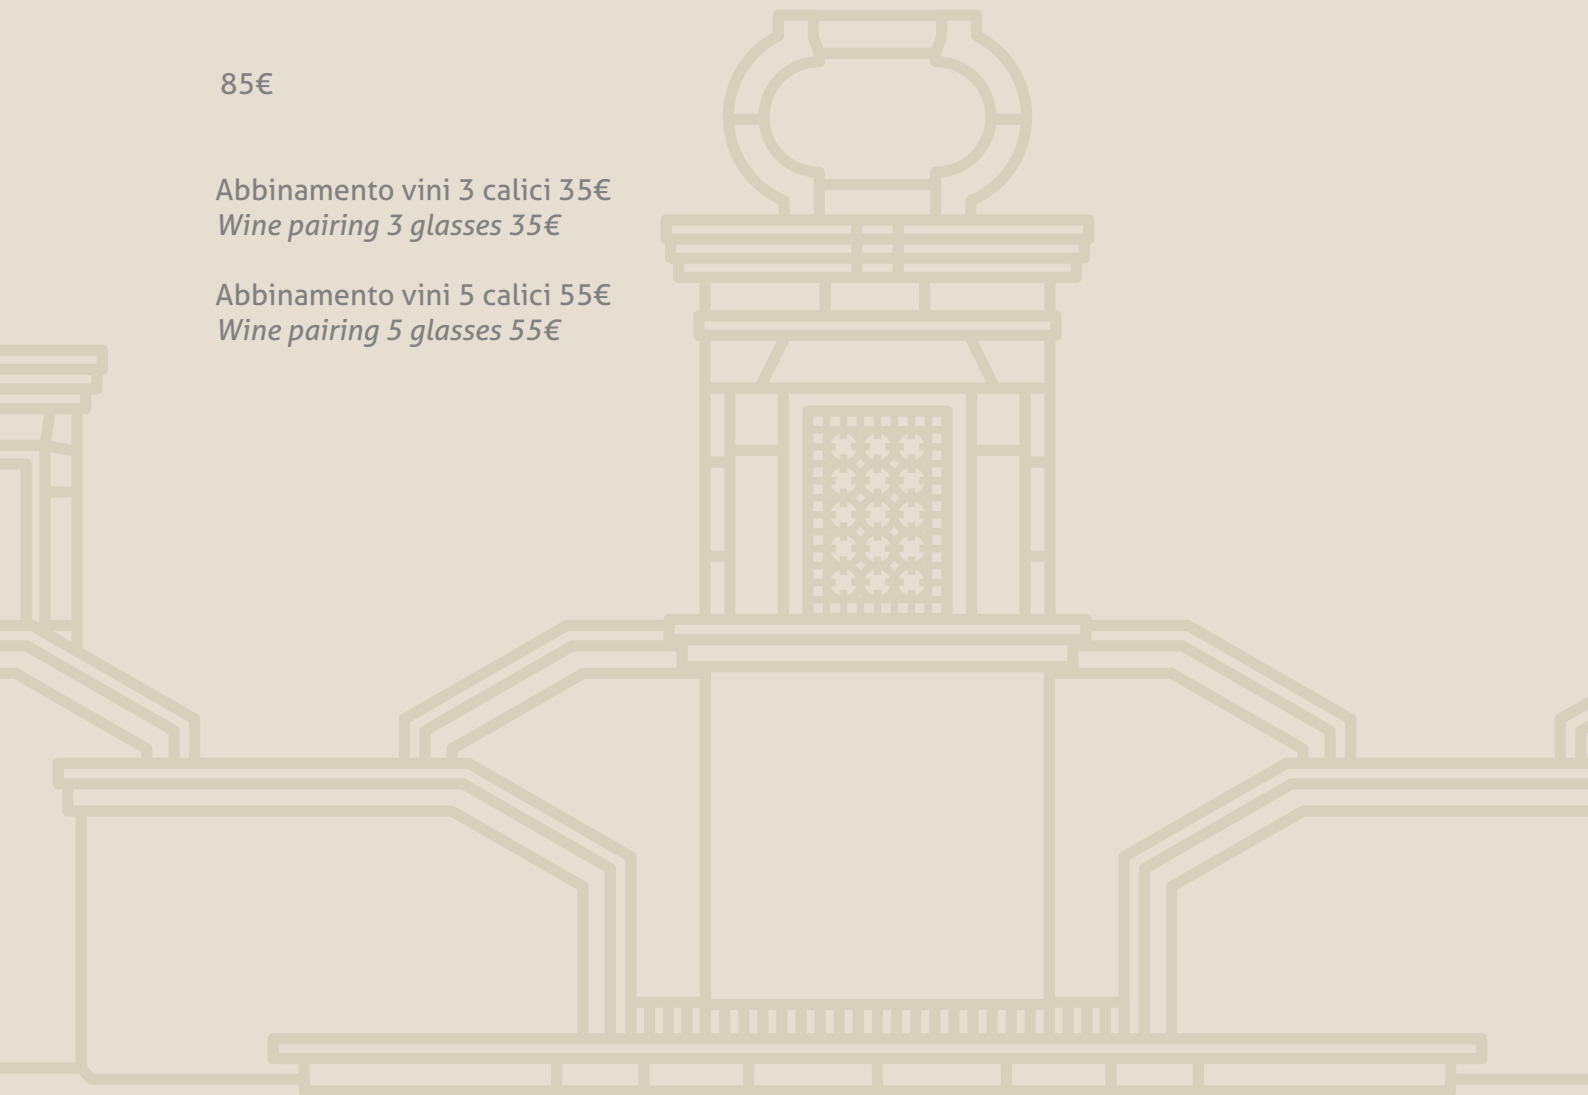 85€
Abbinamento vini 3 calici 35€
Wine pairing 3 glasses 35€
Abbinamento vini 5 calici 55€
Wine pairing 5 glasses 55€